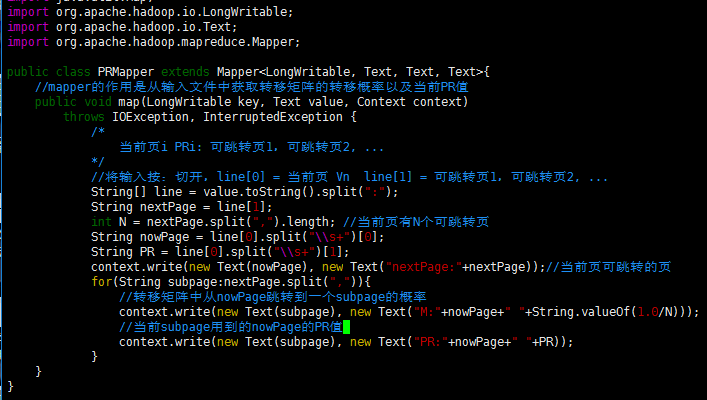 import org.apache.hadoop.io.LongWritable;
import org.apache.hadoop.io.Text;
import org.apache.hadoop.mapreduce.Mapper;

public class PRMapper extends Mapper<LongWritable, Text, Text, Text>{
    //mapper的作用是从输入文件中获取转移矩阵的转移概率以及当前PR值
    public void map(LongWritable key, Text value, Context context)
        throws IOException, InterruptedException {
            /*
                当前页i PRi: 可跳转页1, 可跳转页2, ...
            */
            //将输入按: 切开, line[0] = 当前页 Vn  line[1] = 可跳转页1, 可跳转页2, ...
            String[] line = value.toString().split(":");
            String nextPage = line[1];
            int N = nextPage.split(",").length; //当前页有N个可跳转页
            String nowPage = line[0].split("\\s+")[0];
            String PR = line[0].split("\\s+")[1];
            context.write(new Text(nowPage), new Text("nextPage:"+nextPage));//当前页可跳转的页
            for(String subpage:nextPage.split(",")){
                //转移矩阵中从nowPage跳转到一个subpage的概率
                context.write(new Text(subpage), new Text("M:"+nowPage+" "+String.valueOf(1.0/N)));
                //当前subpage用到的nowPage的PR值
                context.write(new Text(subpage), new Text("PR:"+nowPage+" "+PR));
            }
    }
}